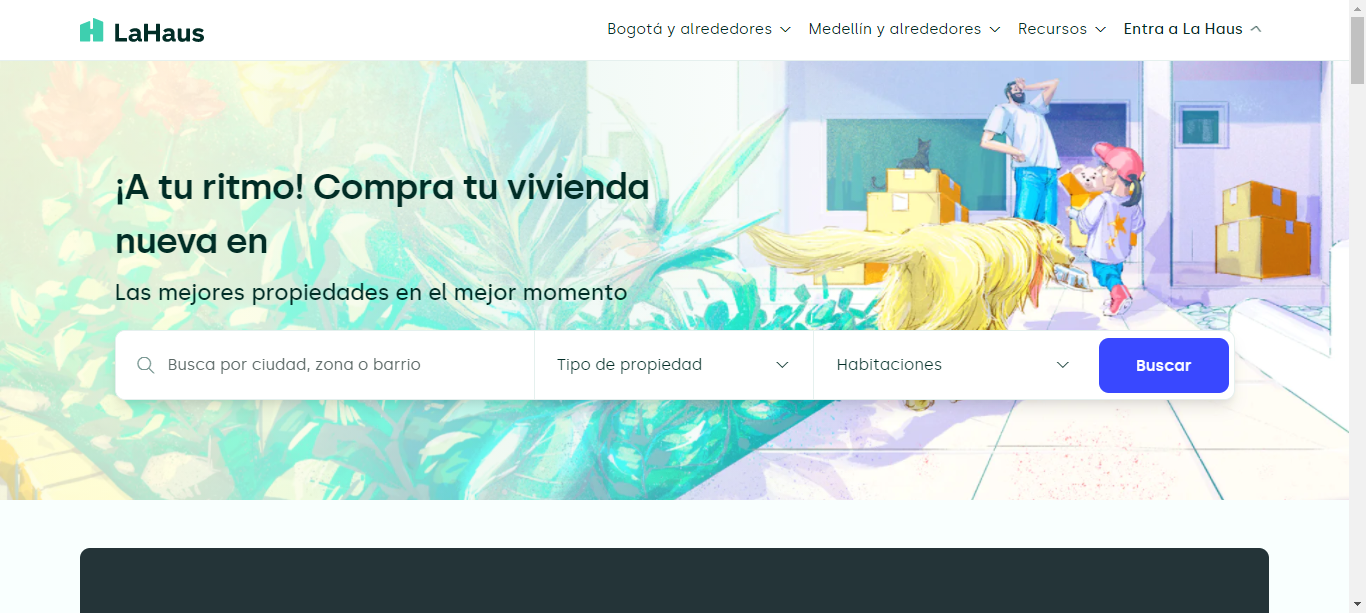 LaHaus
Bogotá y alrededores
Medellín y alrededores
Recursos
Entra a La Haus
¡A tu ritmo! Compra tu vivienda
nueva en
Las mejores propiedades en el mejor momento
Busca por ciudad, zona o barrio
Tipo de propiedad
Habitaciones
Buscar